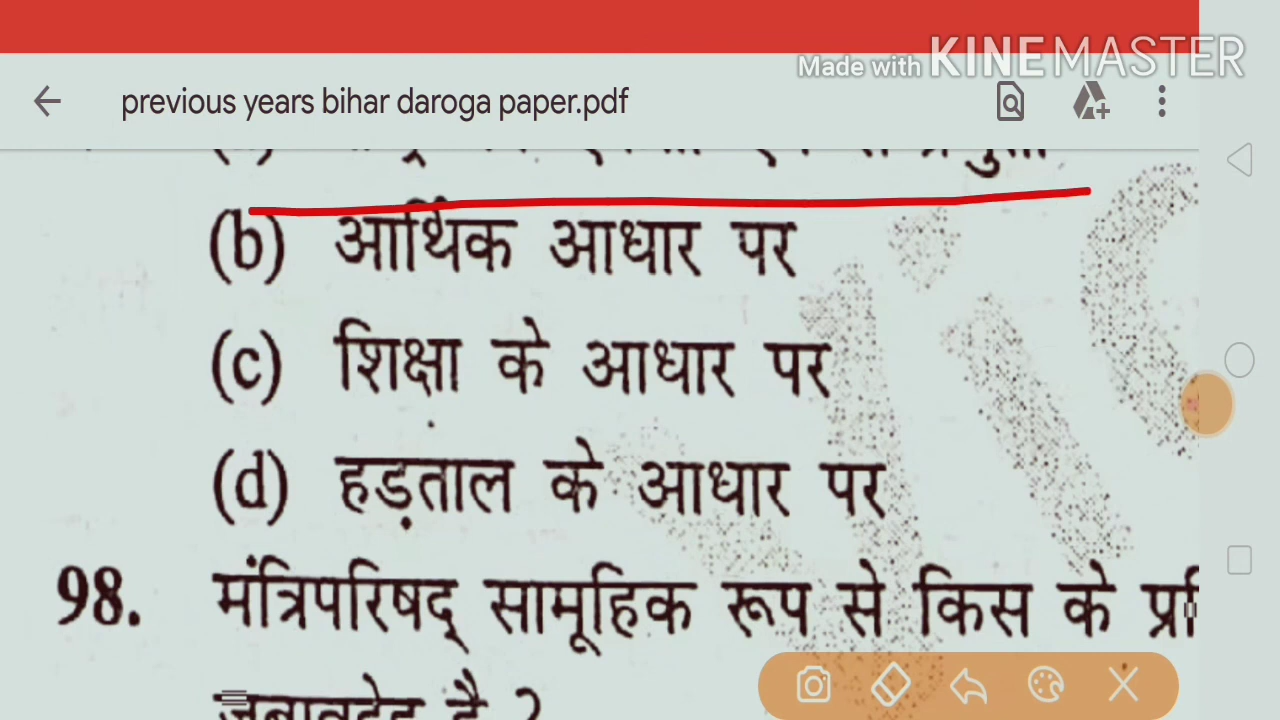 Made with KINEMASTER
previous years bihar daroga paper.pdf
(b) आर्थिक आधार पर
(c) शिक्षा के आधार पर
(d) हड़ताल के आधार पर
98. मंत्रिपरिषद् सामूहिक रूप से किस के
है ?